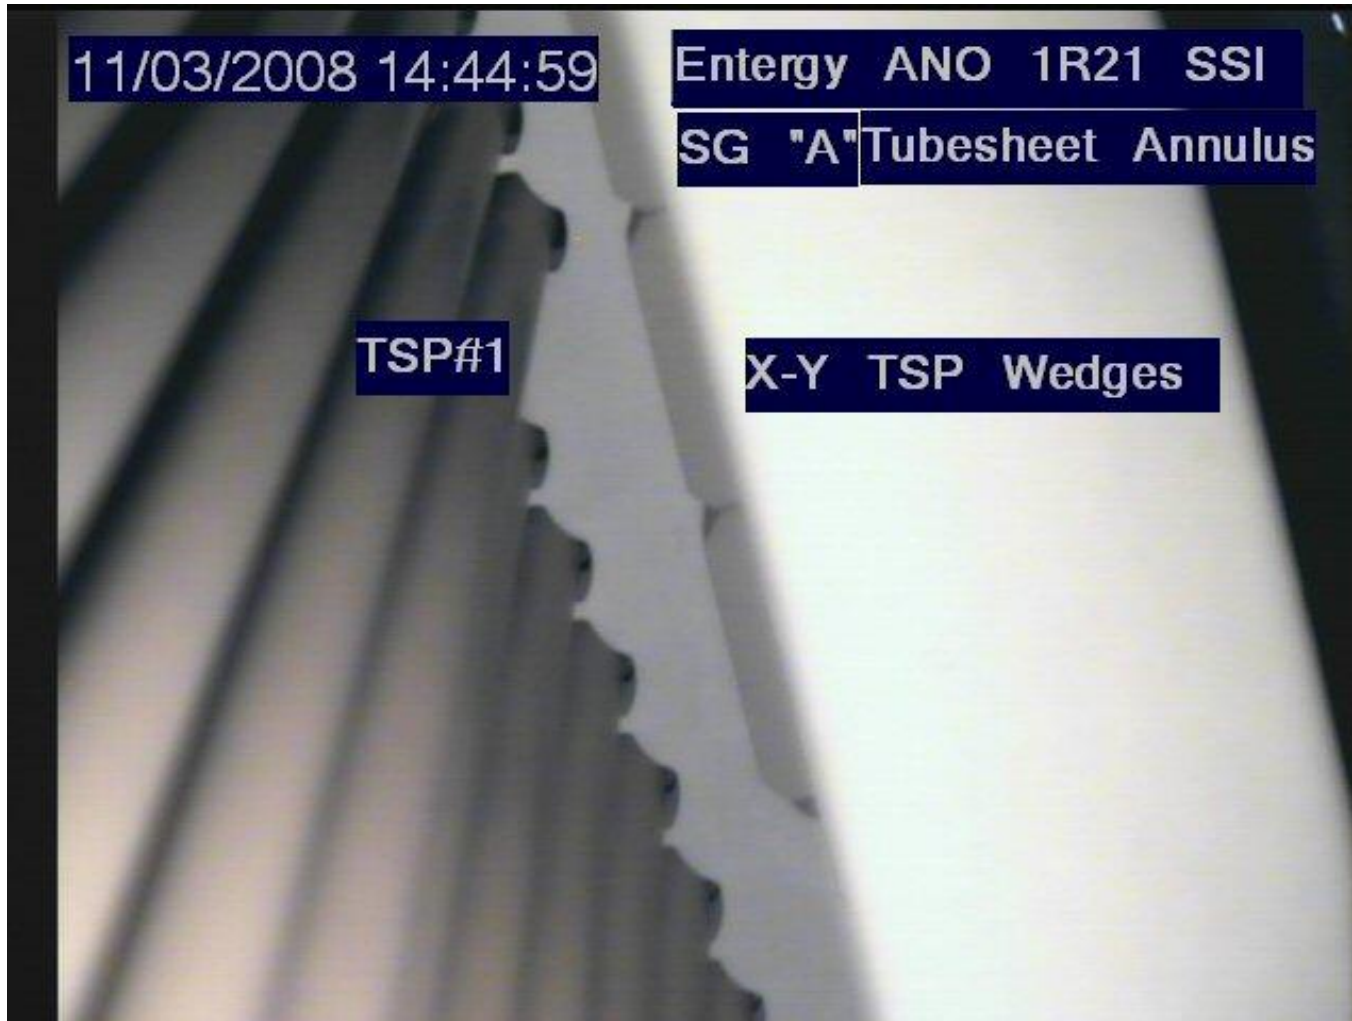 11/03/2008 14:44:59
Entergy ANO 1R21 SSI
SG "A" Tubesheet Annulus
TSP#1
X-Y TSP Wedges